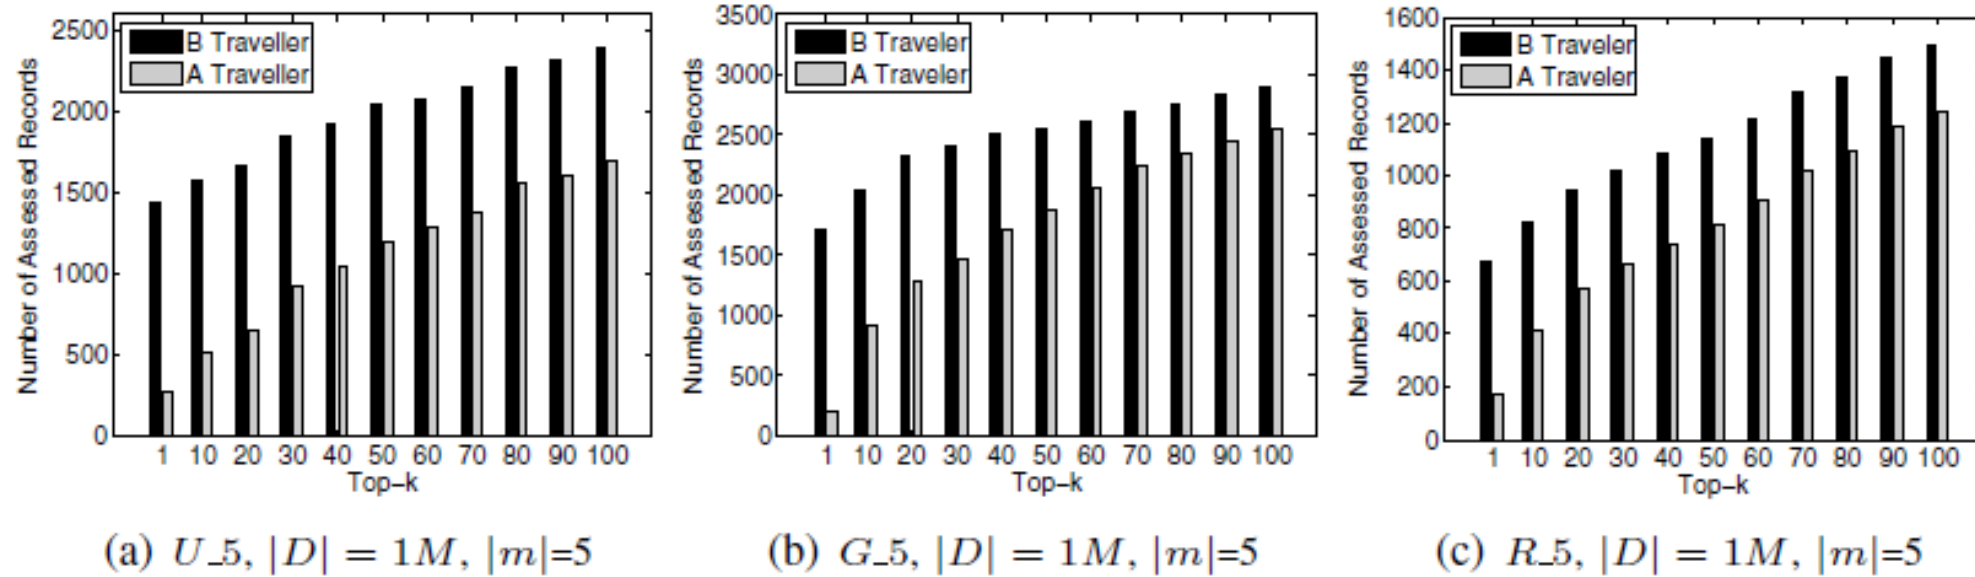 2500
2000
1500
1000
500
0
Number of Assessed Records
B Traveller
A Traveller
1 10 20 30 40 50 60 70 80 90 100
Top-k
(a) U_5, |D| = 1M, |m|=5
3500
3000
2500
2000
1500
1000
500
0
Number of Assessed Records
B Traveler
A Traveler
1 10 20 30 40 50 60 70 80 90 100
Top-k
(b) G_5, |D| = 1M, |m|=5
1600
1400
1200
1000
800
600
400
200
0
Number of Assessed Records
B Traveler
A Traveler
1 10 20 30 40 50 60 70 80 90 100
Top-k
(c) R_5, |D| = 1M, |m|=5